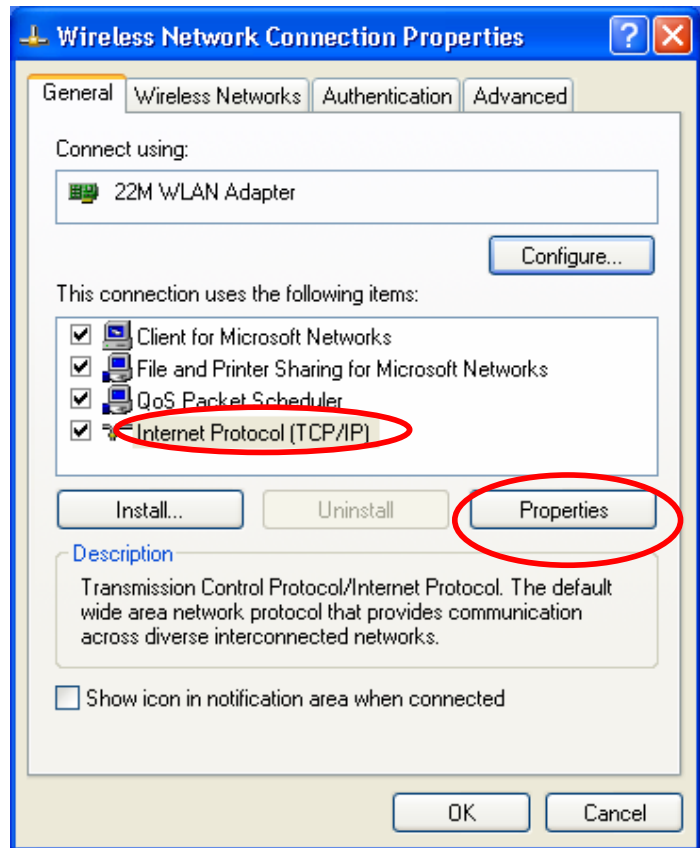 Wireless Network Connection Properties
General Wireless Networks Authentication Advanced
Connect using:
22M WLAN Adapter
Configure...
This connection uses the following items:
Client for Microsoft Networks
File and Printer Sharing for Microsoft Networks
QoS Packet Scheduler
Internet Protocol (TCP/IP)
Install... Uninstall Properties
Description
Transmission Control Protocol/Internet Protocol. The default
wide area network protocol that provides communication
across diverse interconnected networks.
Show icon in notification area when connected
OK Cancel